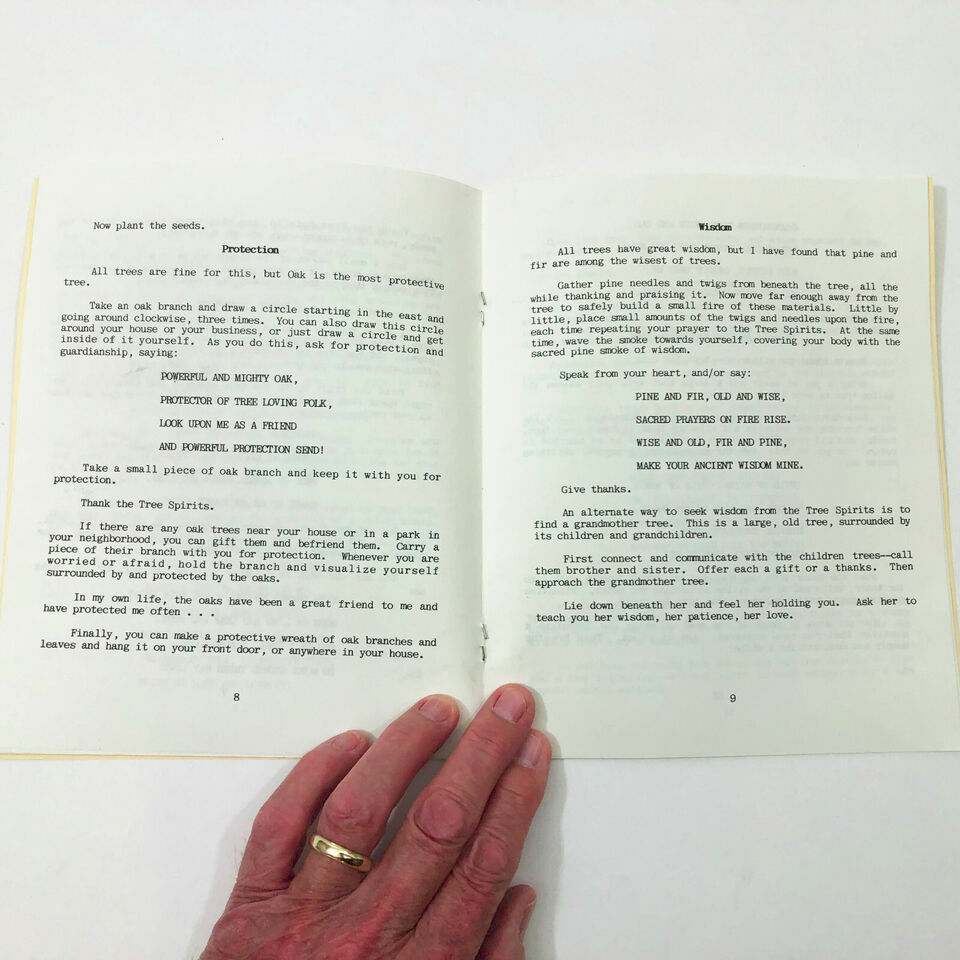 Now plant the seeds.
Protection
All trees are fine for this, but Oak is the most protective
tree.
Take an oak branch and draw a circle starting in the east and
going around clockwise, three times. You can also draw this circle
around your house or your business, or just draw a circle and get
inside of it yourself. As you do this, ask for protection and
guardianship, saying:
POWERFUL AND MIGHTY OAK,
PROTECTOR OF TREE LOVING FOLK,
LOOK UPON ME AS A FRIEND
AND POWERFUL PROTECTION SEND!
Take a small piece of oak branch and keep it with you for
protection.
Thank the Tree Spirits.
If there are any oak trees near your house or in a park in
your neighborhood, you can gift them and befriend them. Carry a
piece of their branch with you for protection. Whenever you are
worried or afraid, hold the branch and visualize yourself
surrounded by and protected by the oaks.
In my own life, the oaks have been a great friend to me and
have protected me often . . .
Finally, you can make a protective wreath of oak branches and
leaves and hang it on your front door, or anywhere in your house.
8
Wisdom
All trees have great wisdom, but I have found that pine and
fir are among the wisest of trees.
Gather pine needles and twigs from beneath the tree, all the
while thanking and praising it. Now move far enough away from the
tree to safely build a small fire of these materials. Little by
little, place small amounts of the twigs and needles upon the fire,
each time repeating your prayer to the Tree Spirits. At the same
time, wave the smoke towards yourself, covering your body with the
sacred pine smoke of wisdom.
Speak from your heart, and/or say:
PINE AND FIR, OLD AND WISE,
SACRED PRAYERS ON FIRE RISE.
WISE AND OLD, FIR AND PINE,
MAKE YOUR ANCIENT WISDOM MINE.
Give thanks.
An alternate way to seek wisdom from the Tree Spirits is to
find a grandmother tree. This is a large, old tree, surrounded by
its children and grandchildren.
First connect and communicate with the children trees--call
them brother and sister. Offer each a gift or a thanks. Then
approach the grandmother tree.
Lie down beneath her and feel her holding you. Ask her to
teach you her wisdom, her patience, her love.
9